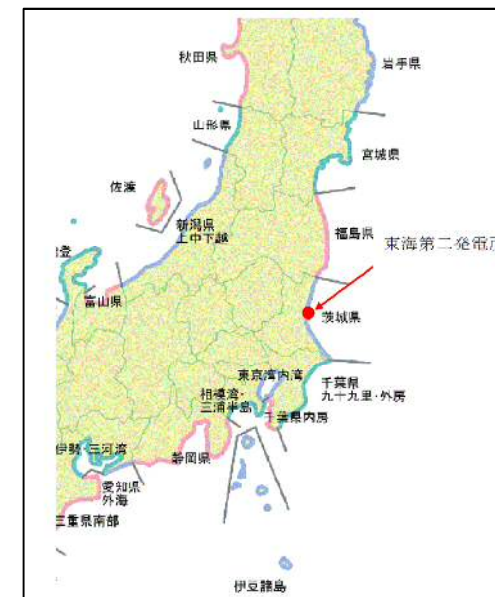 秋田県
岩手県
山形県
宮城県
佐渡
新潟県
上中下越
福島県
東海第二発電所
富山県
茨城県
東京湾内湾
相模湾・
三浦半島
千葉県
九十九里・外房
千葉県内房
伊勢・三河湾
静岡県
愛知県
外海
三重県南部
伊豆諸島